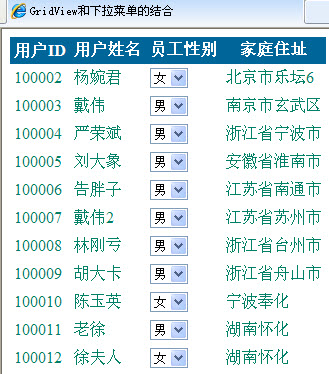 GridView和下拉菜单的结合
用户ID 用户姓名 员工性别 家庭住址
100002 杨婉君 女 北京市乐坛6
100003 戴伟 男 南京市玄武区
100004 严荣斌 男 浙江省宁波市
100005 刘大象 男 安徽省淮南市
100006 告胖子 男 江苏省南通市
100007 戴伟2 男 江苏省苏州市
100008 林刚亏 男 浙江省台州市
100009 胡大卡 男 浙江省舟山市
100010 陈玉英 女 宁波奉化
100011 老徐 男 湖南怀化
100012 徐夫人 女 湖南怀化